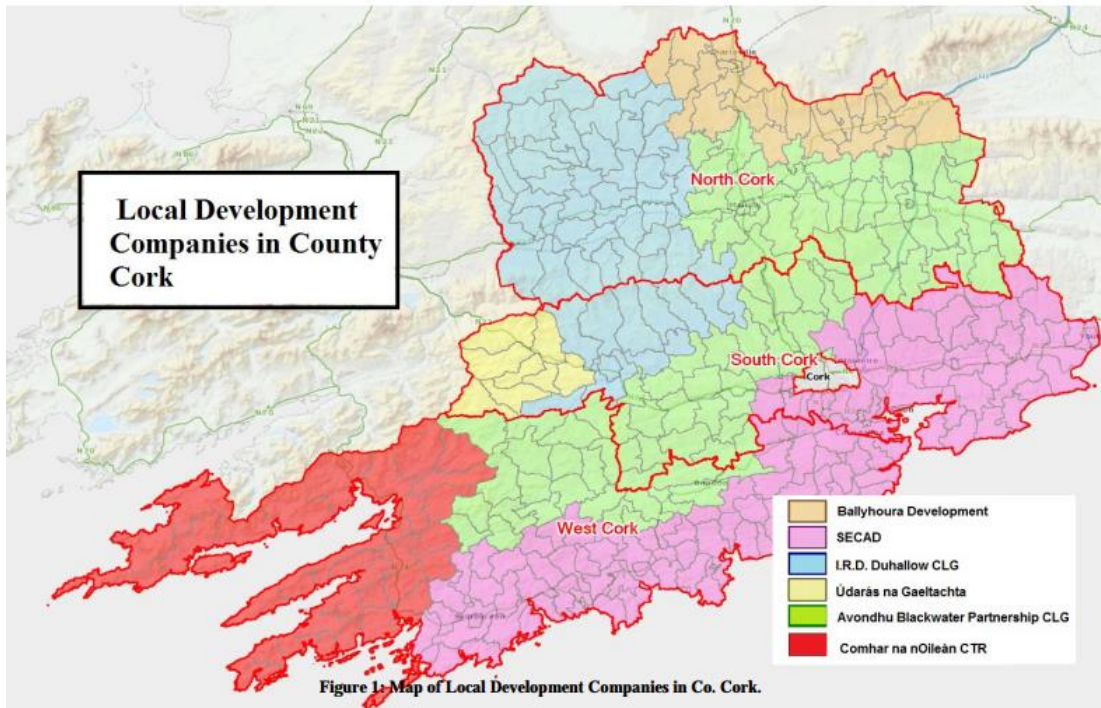 Local Development
Companies in County
Cork
North Cork
South Cork
Cork
West Cork
Ballyhoura Development
SECAD
I.R.D. Duhallow CLG
Údarás na Gaeltachta
Avondhu Blackwater Partnership CLG
Comhar na nOileán CTR
Figure 1: Map of Local Development Companies in Co. Cork.